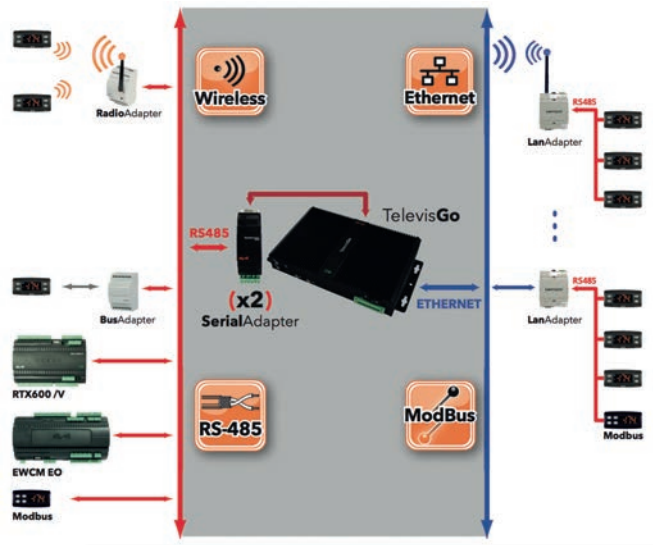 RadioAdapter
Wireless
Ethernet
RS485
LanAdapter
RS485
TelevisGo
(x2)
SerialAdapter
ETHERNET
BusAdapter
RS485
LanAdapter
RTX600 /V
RS-485
ModBus
EWCM EO
Modbus
Modbus